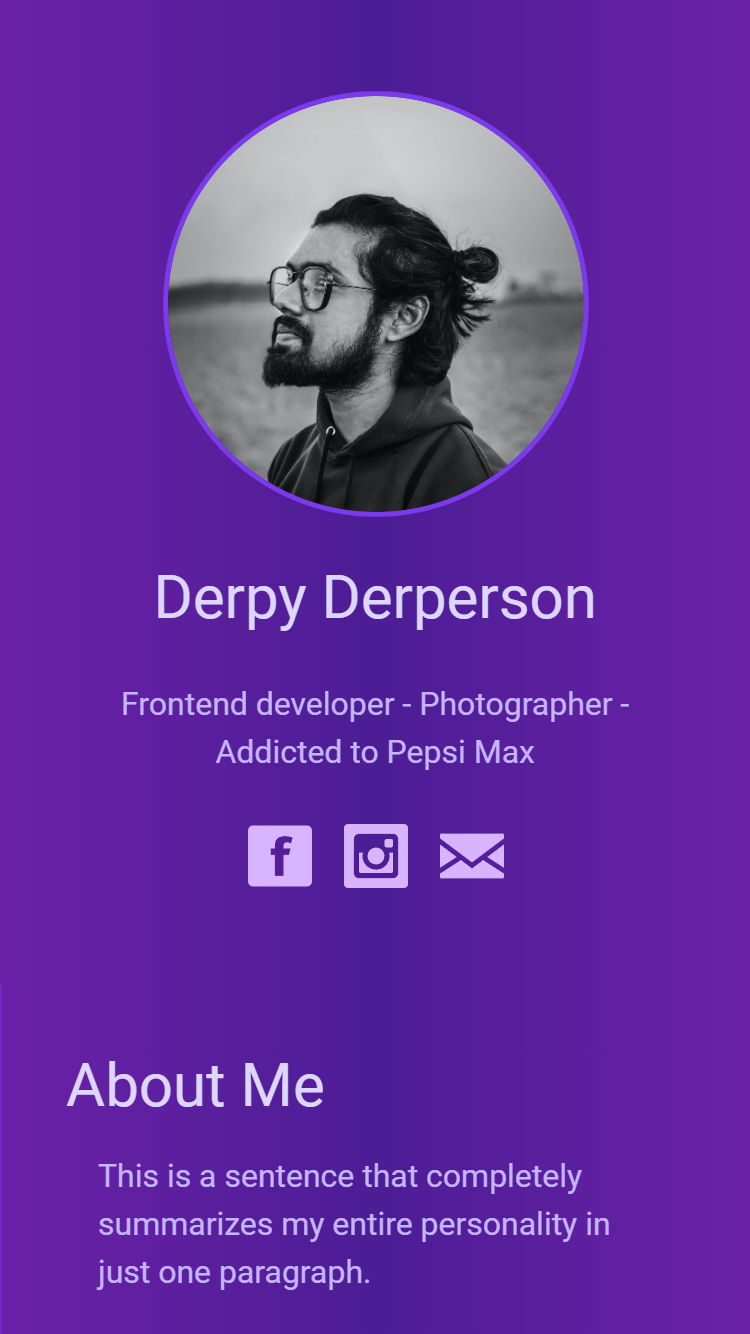 Derpy Derperson
Frontend developer - Photographer -
Addicted to Pepsi Max
About Me
This is a sentence that completely
summarizes my entire personality in
just one paragraph.